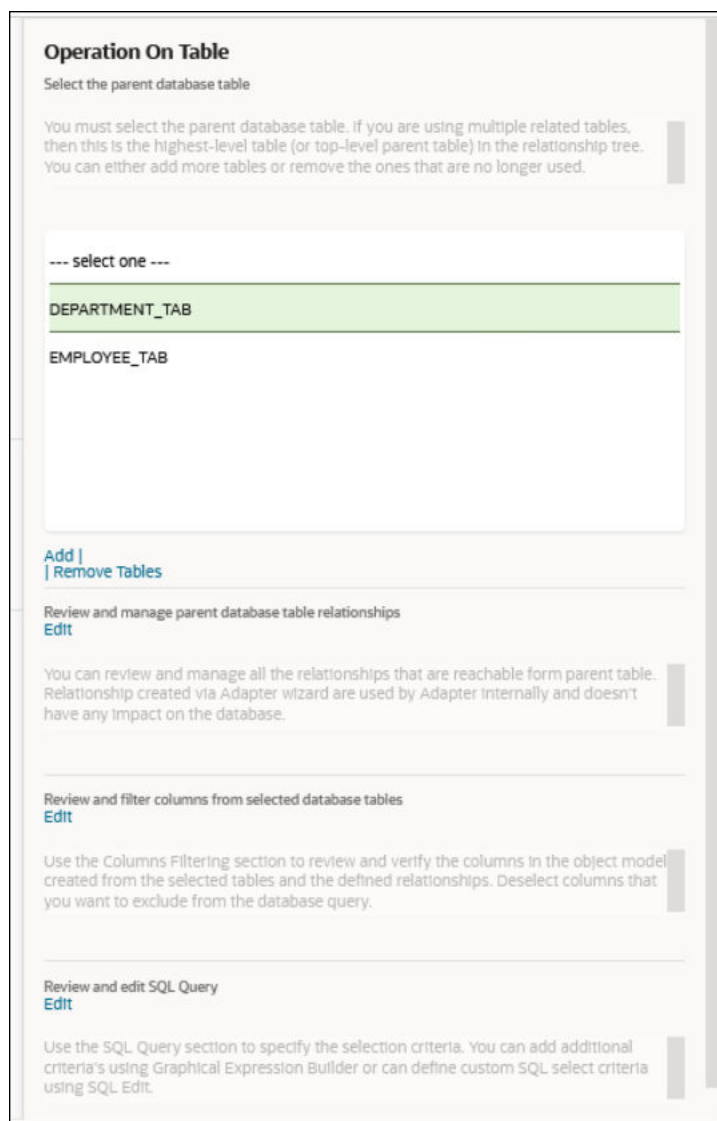 Operation On Table
Select the parent database table
You must select the parent database table. If you are using multiple related tables,
then this is the highest-level table (or top-level parent table) in the relationship tree.
You can either add more tables or remove the ones that are no longer used.
--- select one ---
DEPARTMENT_TAB
EMPLOYEE_TAB
Add |
| Remove Tables
Review and manage parent database table relationships
Edit
You can review and manage all the relationships that are reachable form parent table.
Relationship created via Adapter wizard are used by Adapter internally and doesn't
have any impact on the database.
Review and filter columns from selected database tables
Edit
Use the Columns Filtering section to review and verify the columns in the object model
created from the selected tables and the defined relationships. Deselect columns that
you want to exclude from the database query.
Review and edit SQL Query
Edit
Use the SQL Query section to specify the selection criteria. You can add additional
criteria's using Graphical Expression Builder or can define custom SQL select criteria
using SQL Edit.